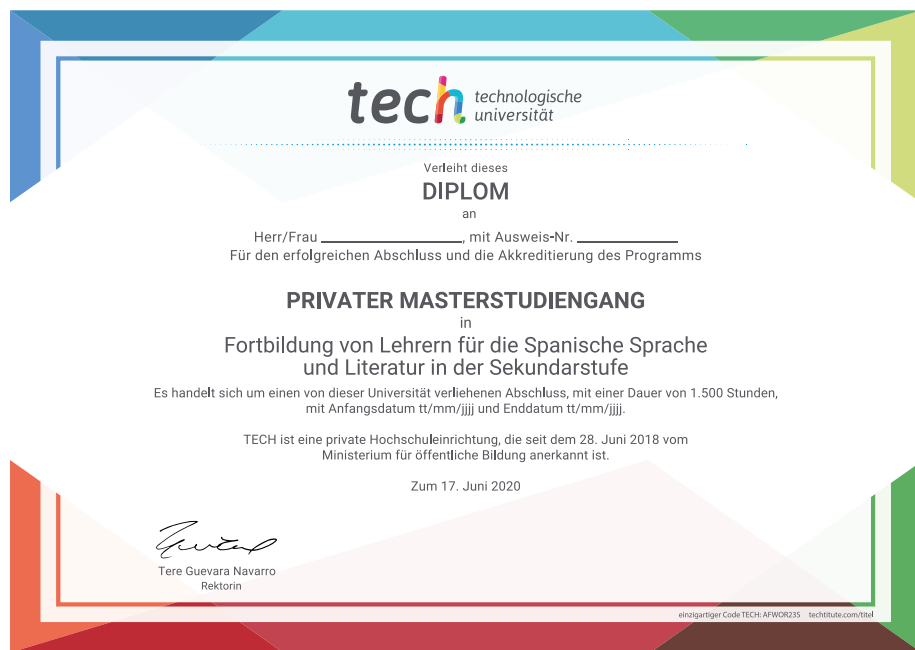 tech technologische
universität
Verleiht dieses
DIPLOM
an
Herr/Frau ____________________, mit Ausweis-Nr. ______________
Für den erfolgreichen Abschluss und die Akkreditierung des Programms
PRIVATER MASTERSTUDIENGANG
in
Fortbildung von Lehrern für die Spanische Sprache
und Literatur in der Sekundarstufe
Es handelt sich um einen von dieser Universität verliehenen Abschluss, mit einer Dauer von 1.500 Stunden,
mit Anfangsdatum tt/mm/jjjj und Enddatum tt/mm/jjjj.
TECH ist eine private Hochschuleinrichtung, die seit dem 28. Juni 2018 vom
Ministerium für öffentliche Bildung anerkannt ist.
Zum 17. Juni 2020
Tere Guevara Navarro
Rektorin
einzigartiger Code TECH: AFWOR23S techtitute.com/titel